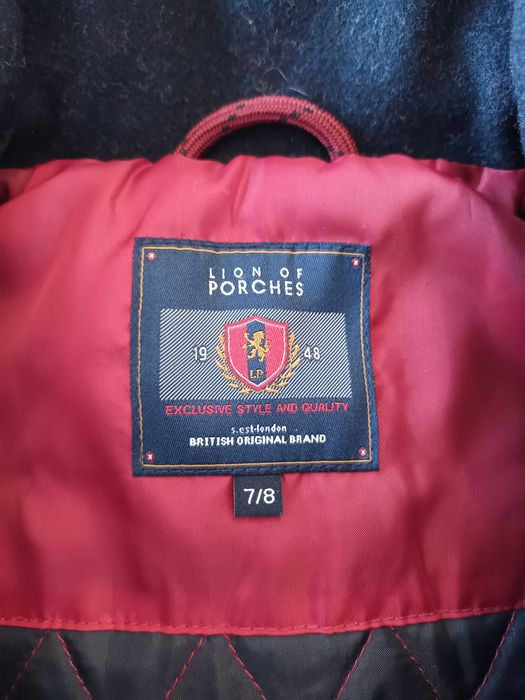 LION OF
PORCHES
19 48
LP
EXCLUSIVE STYLE AND QUALITY
s.est-london
BRITISH ORIGINAL BRAND
7/8